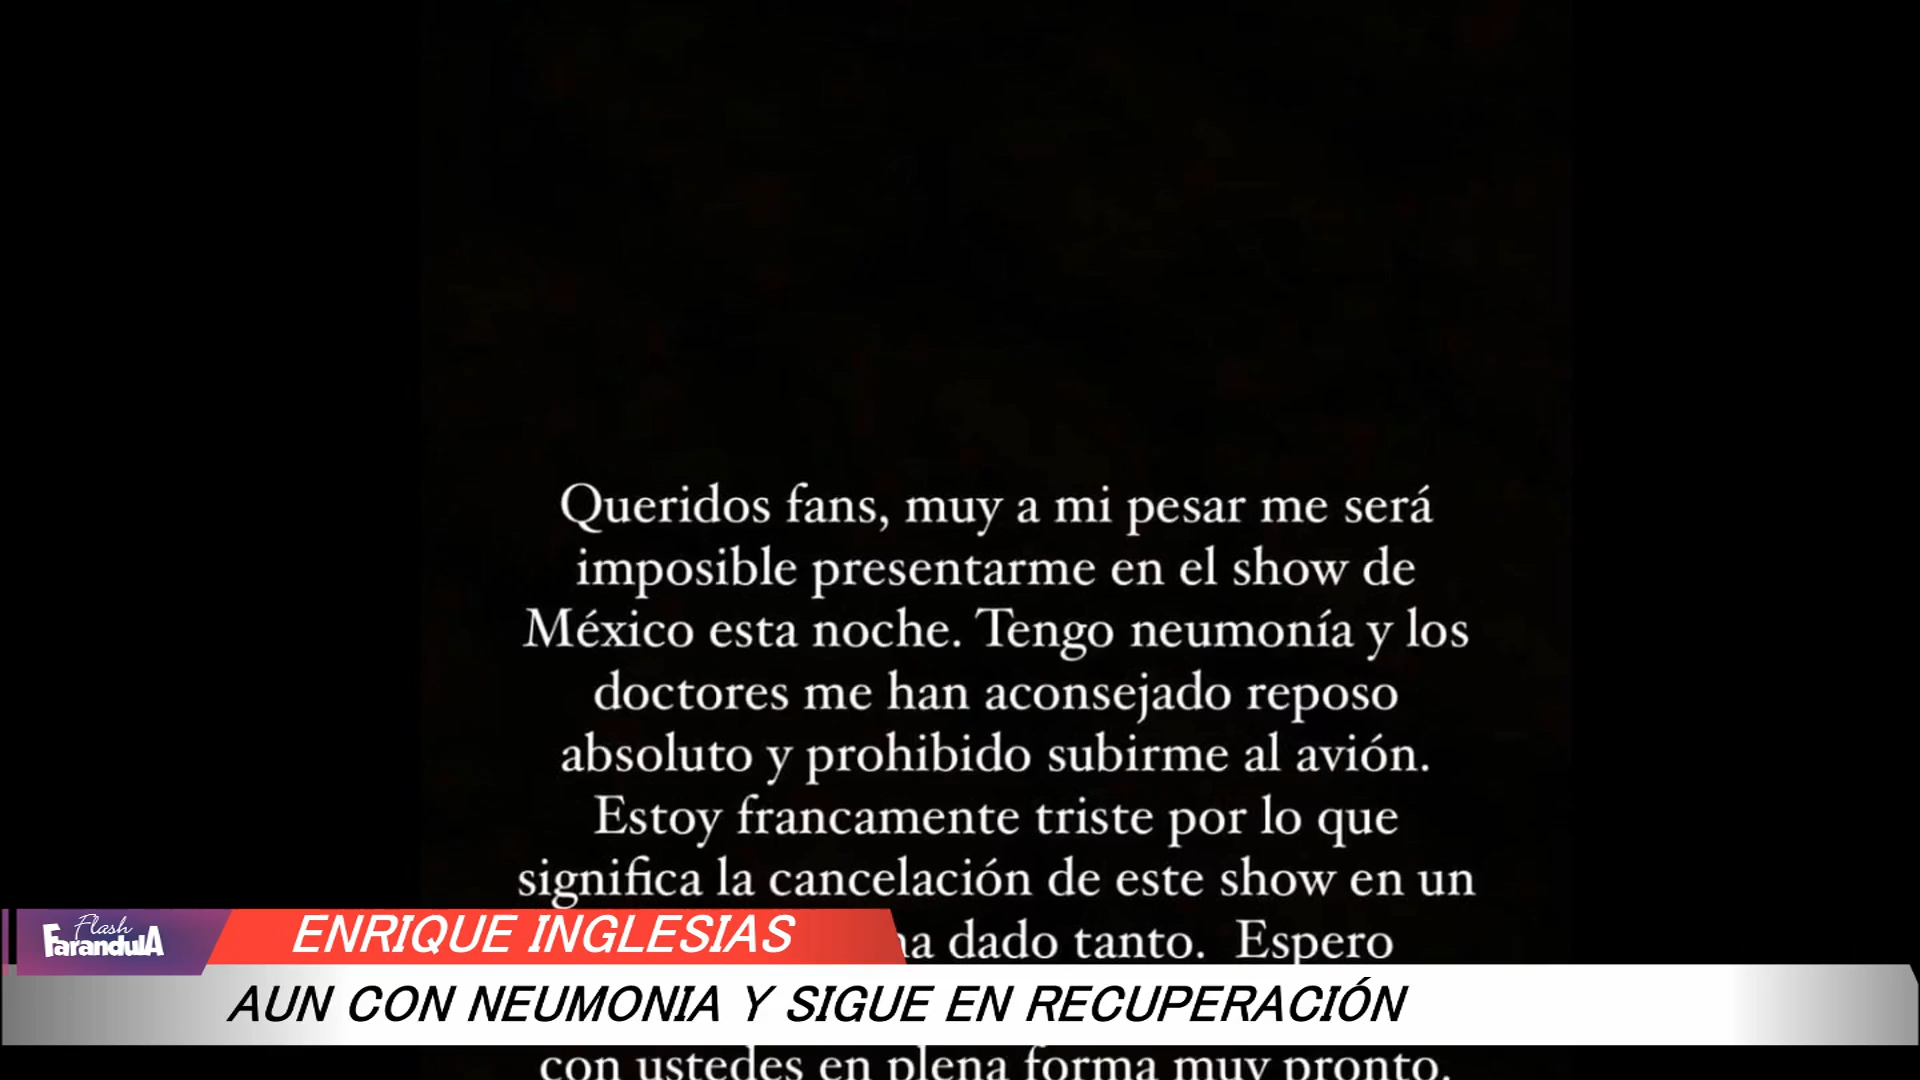 Queridos fans, muy a mi pesar me será
imposible presentarme en el show de
México esta noche. Tengo neumonía y los
doctores me han aconsejado reposo
absoluto y prohibido subirme al avión.
Estoy francamente triste por lo que
significa la cancelación de este show en un
dado tanto. Espero
Flash
FarandulA
ENRIQUE INGLESIAS
AUN CON NEUMONIA Y SIGUE EN RECUPERACIÓN
con ustedes en plena forma muy pronto.